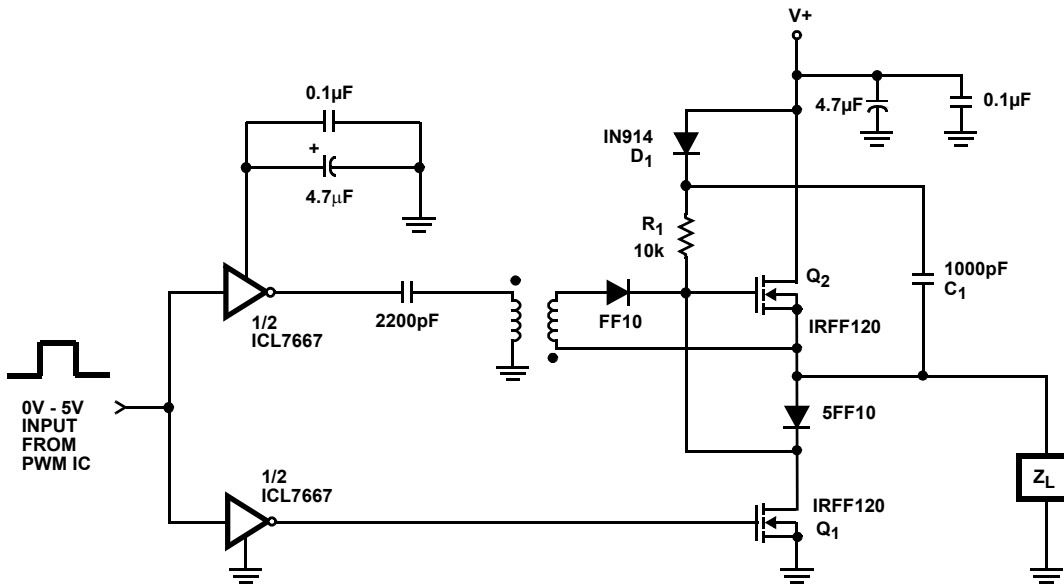 V+
0.1µF
4.7µF
0.1µF
IN914
D1
+
4.7µF
R1
10k
Q2
1000pF
C1
1/2
ICL7667
2200pF
FF10
IRFF120
0V - 5V
INPUT
FROM
PWM IC
5FF10
1/2
ICL7667
IRFF120
Q1
ZL